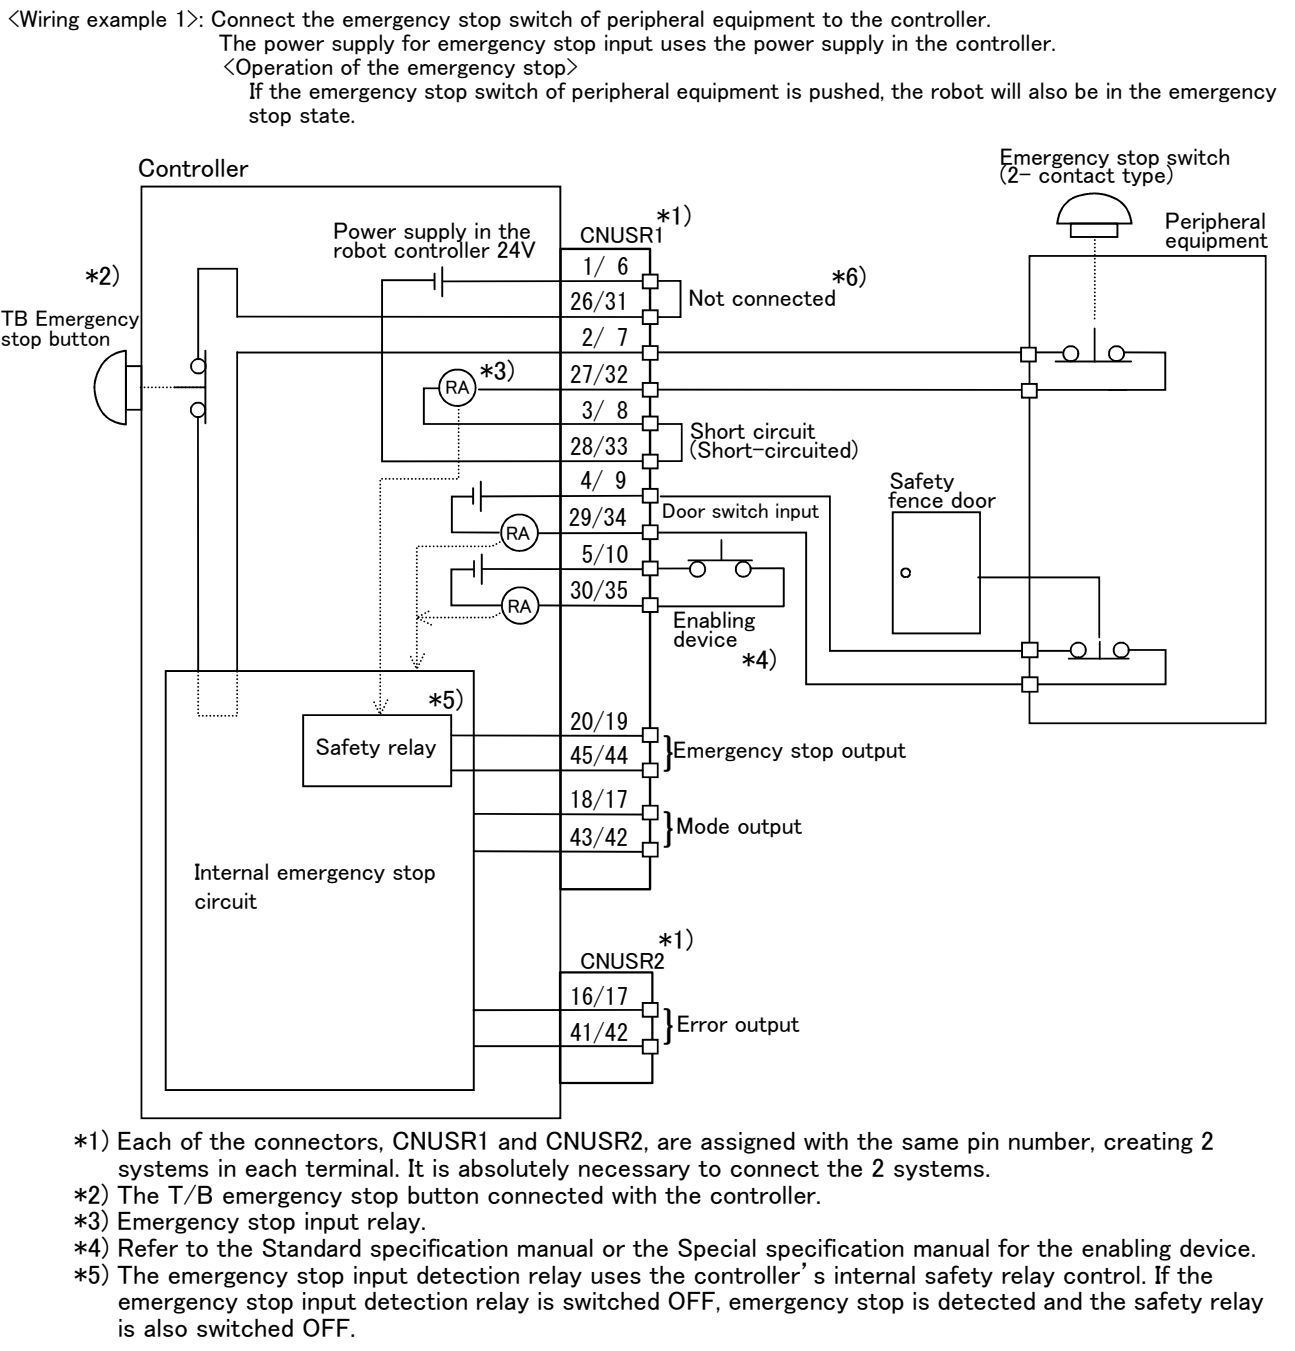 <Wiring example 1>: Connect the emergency stop switch of peripheral equipment to the controller.
The power supply for emergency stop input uses the power supply in the controller.
<Operation of the emergency stop>
If the emergency stop switch of peripheral equipment is pushed, the robot will also be in the emergency
stop state.
Emergency stop switch
(2- contact type)
Controller
Peripheral
equipment
Power supply in the
robot controller 24V
*1)
CNUSR1
1/ 6
*2)
*6)
Not connected
26/31
TB Emergency
stop button
2/ 7
*3)
RA
27/32
3/ 8
Short circuit
(Short-circuited)
28/33
4/ 9
Safety
fence door
Door switch input
29/34
RA
5/10
30/35
RA
Enabling
device
*4)
*5)
Safety relay
20/19
45/44
Emergency stop output
18/17
43/42
Mode output
Internal emergency stop
circuit
*1)
CNUSR2
16/17
41/42
Error output
*1) Each of the connectors, CNUSR1 and CNUSR2, are assigned with the same pin number, creating 2
systems in each terminal. It is absolutely necessary to connect the 2 systems.
*2) The T/B emergency stop button connected with the controller.
*3) Emergency stop input relay.
*4) Refer to the Standard specification manual or the Special specification manual for the enabling device.
*5) The emergency stop input detection relay uses the controller's internal safety relay control. If the
emergency stop input detection relay is switched OFF, emergency stop is detected and the safety relay
is also switched OFF.